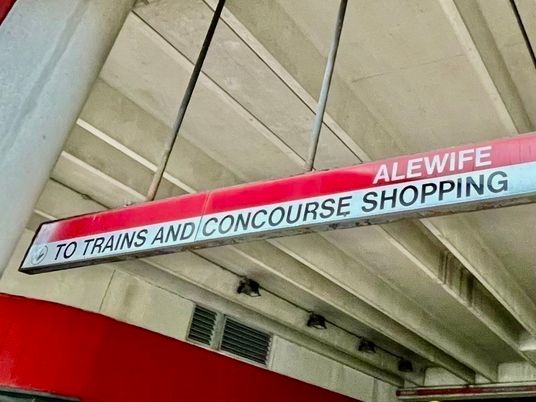 ALEWIFE
TO TRAINS AND CONCOURSE SHOPPING